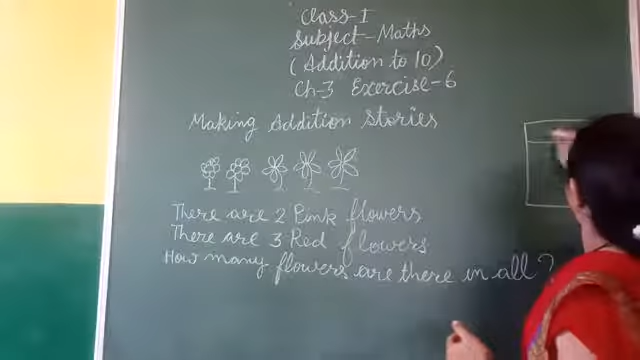 Class-I
Subject-Maths
(Addition to 10)
Ch-3 Exercise-6
Making Addition Stories
There are 2 Pink flowers
There are 3 Red flowers
How many flowers are there in all?